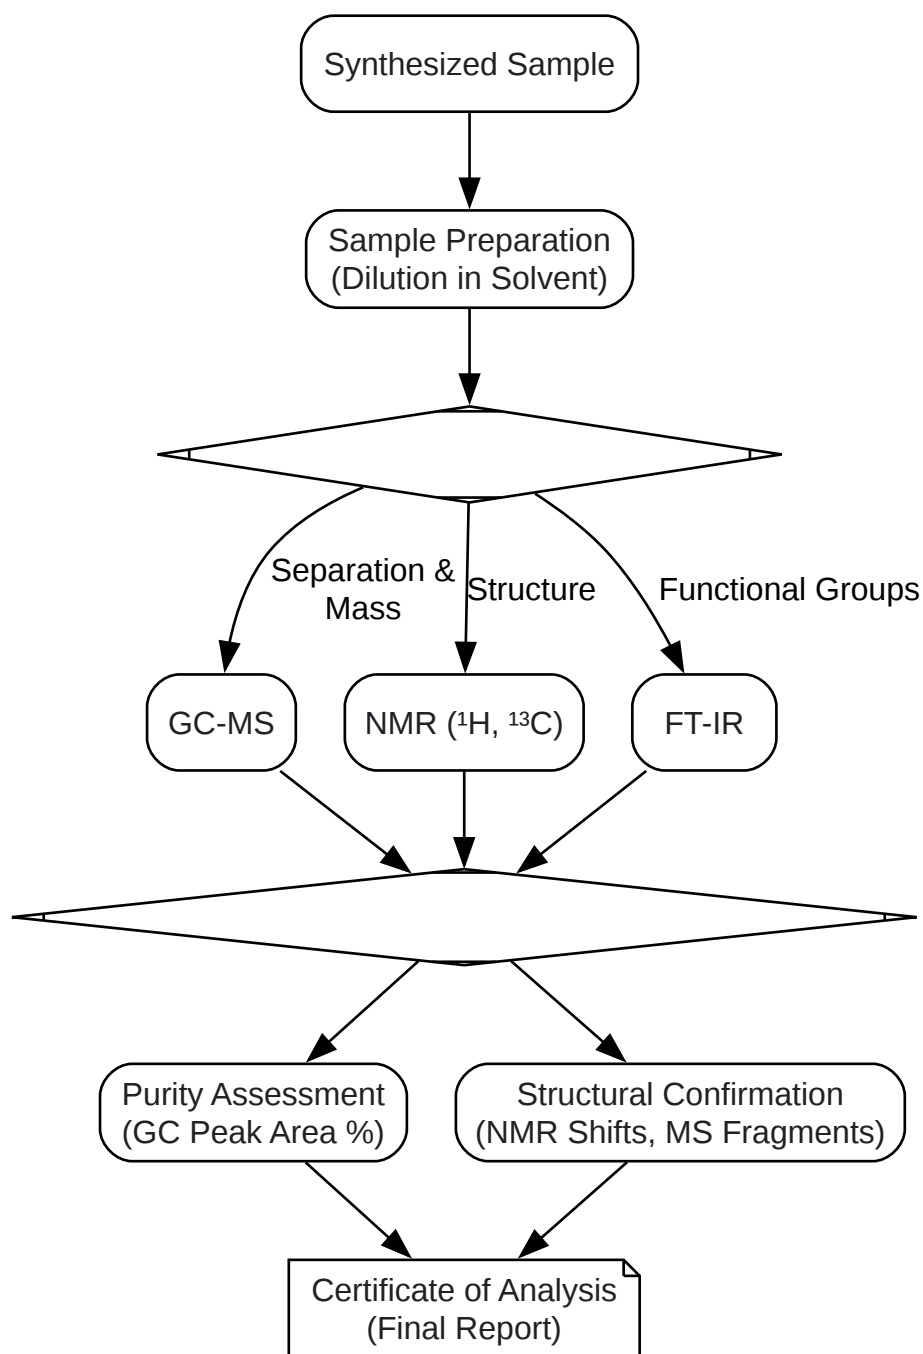 Synthesized Sample
Sample Preparation
(Dilution in Solvent)
Separation &
Mass
Structure
Functional Groups
GC-MS
NMR (¹H, ¹³C)
FT-IR
Purity Assessment
(GC Peak Area %)
Structural Confirmation
(NMR Shifts, MS Fragments)
Certificate of Analysis
(Final Report)